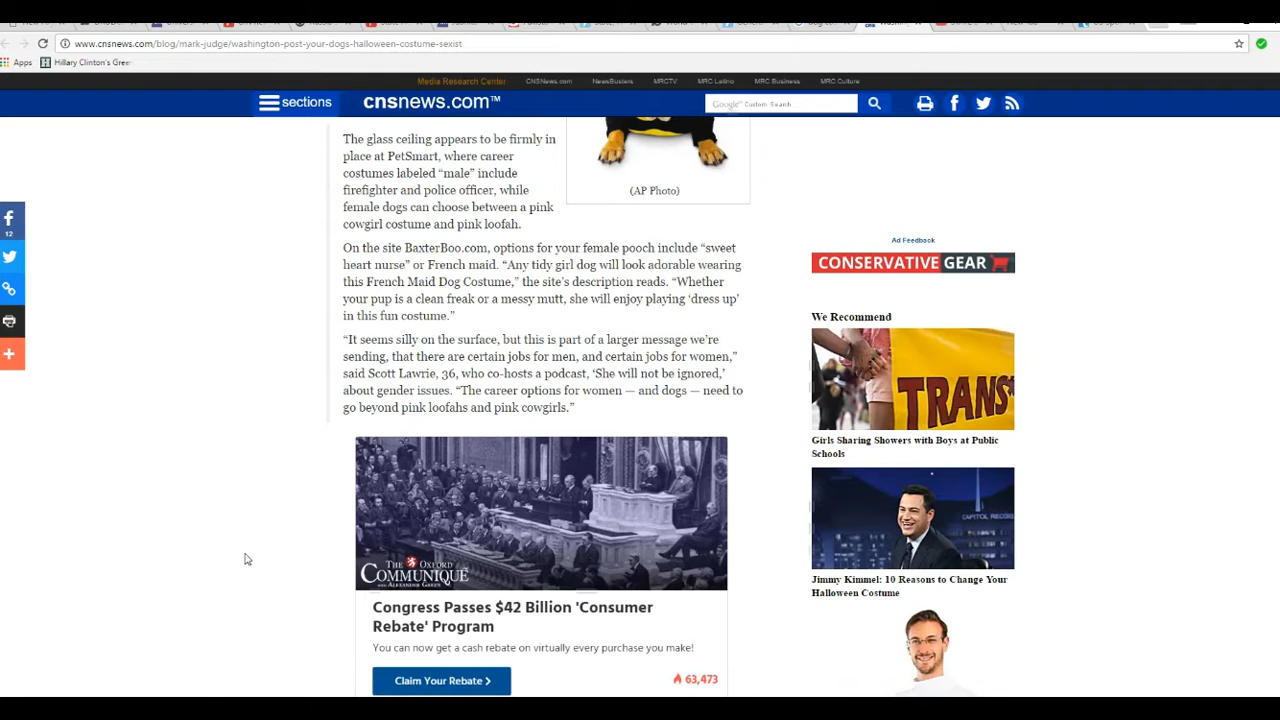 www.cnsnews.com/blog/mark-judge/washington-post-your-dogs-halloween-costume-sexist
Apps Hillary Clinton's Gree
Media Research Center CNSNews.com NewsBusters MRCTV MRC Latino MRC Business MRC Culture
sections cnsnews.com™ Google™ Custom Search
The glass ceiling appears to be firmly in
place at PetSmart, where career
costumes labeled “male” include
firefighter and police officer, while
female dogs can choose between a pink
cowgirl costume and pink loofah.
(AP Photo)
On the site BaxterBoo.com, options for your female pooch include “sweet
heart nurse” or French maid. “Any tidy girl dog will look adorable wearing
this French Maid Dog Costume,” the site’s description reads. “Whether
your pup is a clean freak or a messy mutt, she will enjoy playing ‘dress up’
in this fun costume.”
“It seems silly on the surface, but this is part of a larger message we’re
sending, that there are certain jobs for men, and certain jobs for women,”
said Scott Lawrie, 36, who co-hosts a podcast, ‘She will not be ignored,’
about gender issues. “The career options for women — and dogs — need to
go beyond pink loofahs and pink cowgirls.”
12
THE OXFORD
COMMUNIQUÉ
WITH ALEXANDER GREEN
Congress Passes $42 Billion 'Consumer
Rebate' Program
You can now get a cash rebate on virtually every purchase you make!
Claim Your Rebate
63,473
Ad Feedback
CONSERVATIVE GEAR
We Recommend
TRANS
Girls Sharing Showers with Boys at Public
Schools
CAPITOL RECORD
Jimmy Kimmel: 10 Reasons to Change Your
Halloween Costume